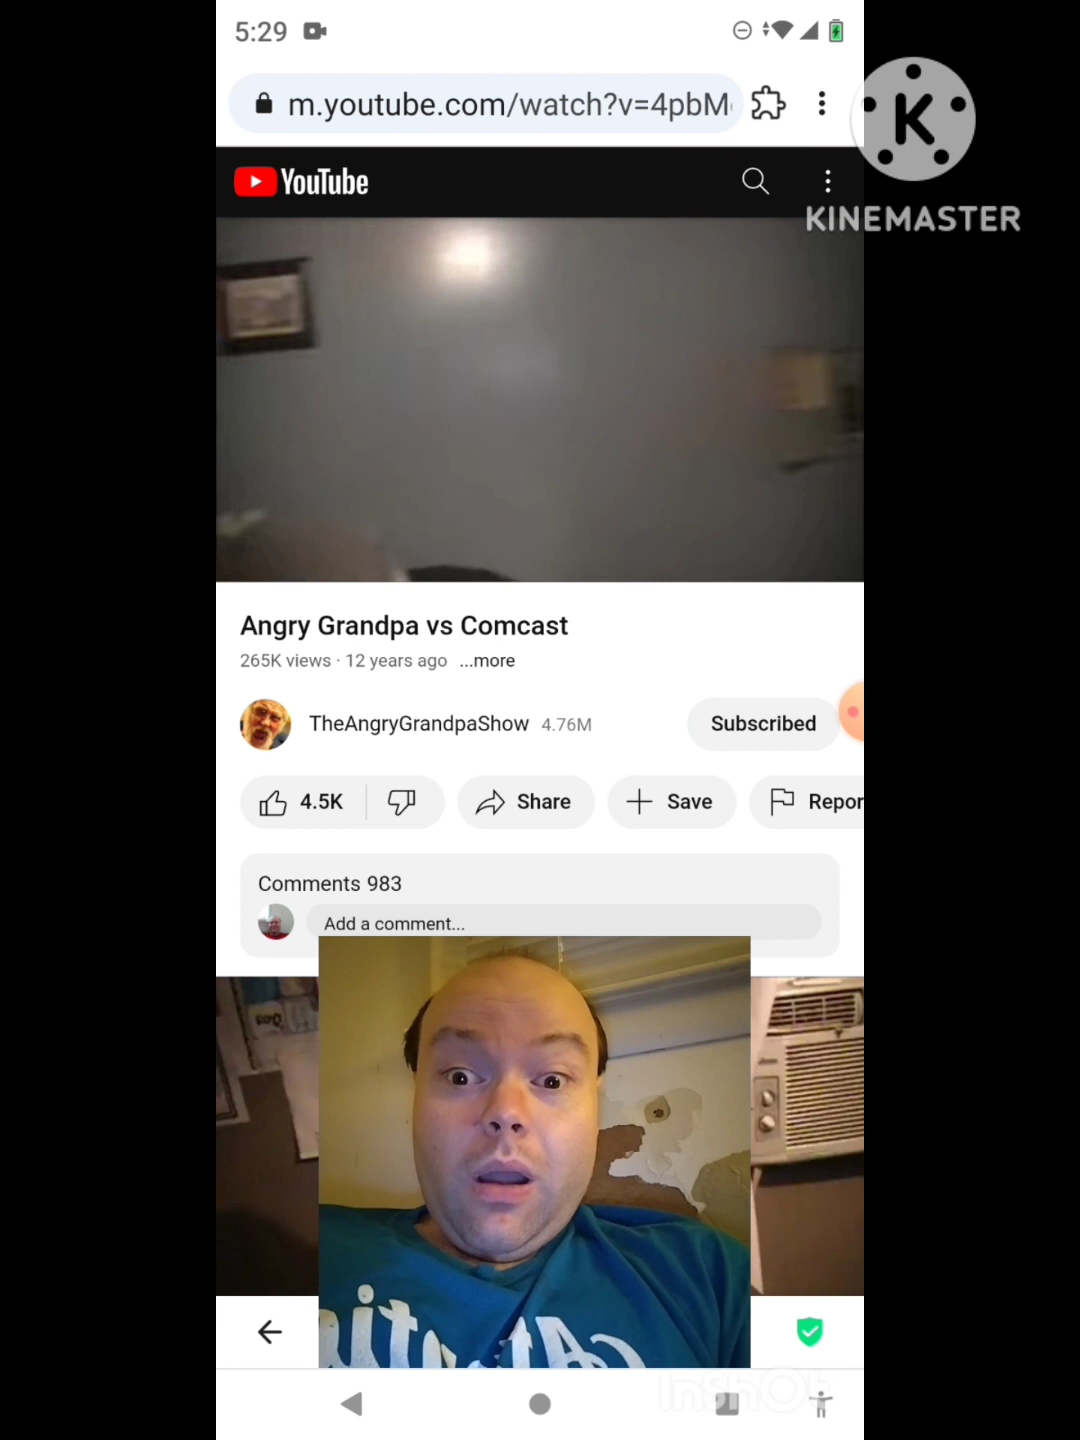 5:29
m.youtube.com/watch?v=4pbM
K
KINEMASTER
YouTube
Angry Grandpa vs Comcast
265K views · 12 years ago ...more
TheAngryGrandpaShow 4.76M
Subscribed
4.5K
Share
Save
Repor
Comments 983
Add a comment...
InShOt